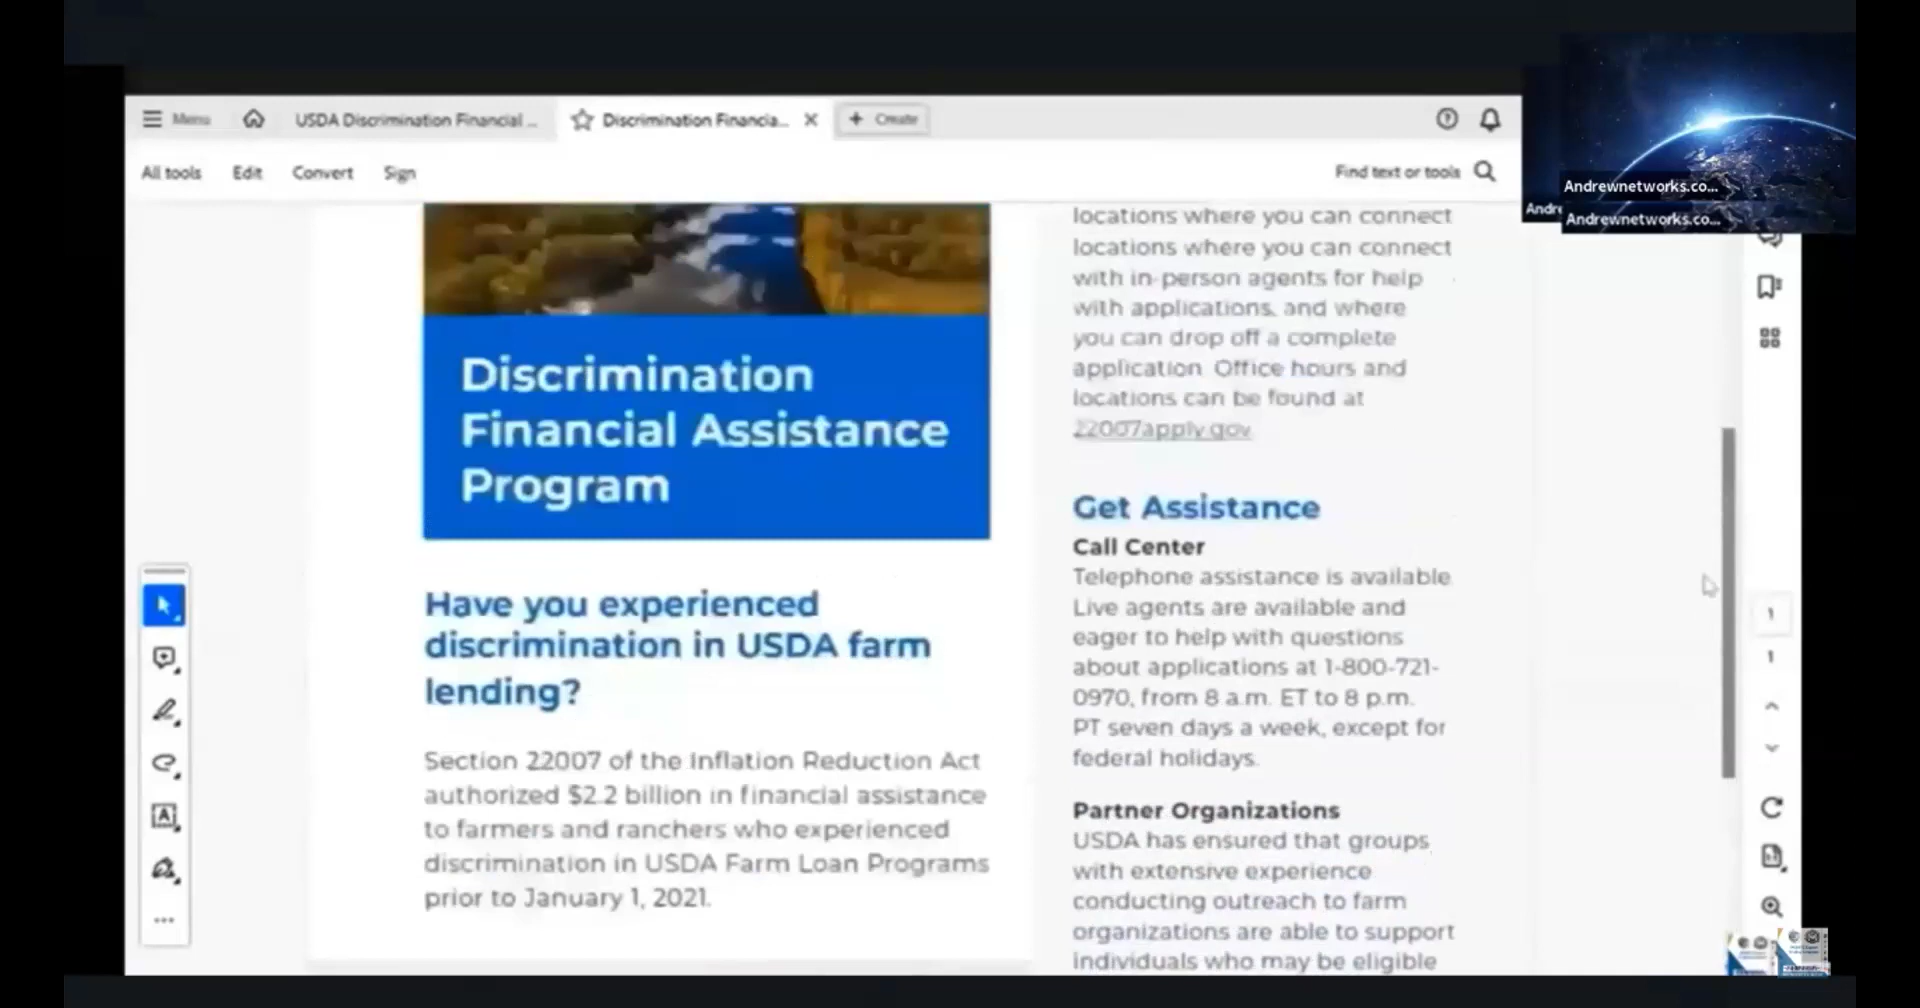 Menu
USDA Discrimination Financial ...
Discrimination Financia...
Create
All tools
Edit
Convert
Sign
Find text or tools
Andrewnetworks.co...
Andre
Andrewnetworks.co...
Discrimination
Financial Assistance
Program
Have you experienced
discrimination in USDA farm
lending?
Section 22007 of the Inflation Reduction Act
authorized $2.2 billion in financial assistance
to farmers and ranchers who experienced
discrimination in USDA Farm Loan Programs
prior to January 1, 2021.
locations where you can connect
locations where you can connect
with in-person agents for help
with applications, and where
you can drop off a complete
application. Office hours and
locations can be found at
22007apply.gov
Get Assistance
Call Center
Telephone assistance is available.
Live agents are available and
eager to help with questions
about applications at 1-800-721-
0970, from 8 a.m. ET to 8 p.m.
PT seven days a week, except for
federal holidays.
Partner Organizations
USDA has ensured that groups
with extensive experience
conducting outreach to farm
organizations are able to support
individuals who may be eligible
1
1